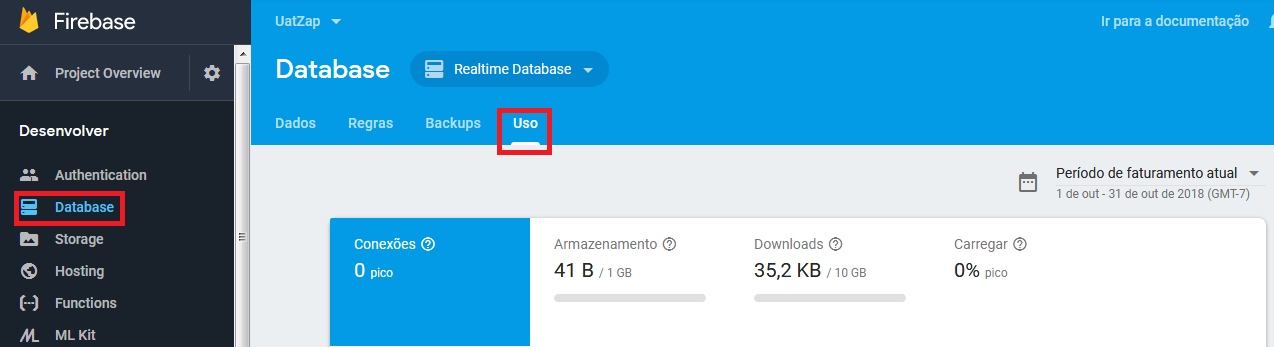 Firebase
Project Overview
Desenvolver
Authentication
Database
Storage
Hosting
Functions
ML Kit
UatZap
Ir para a documentação
Database
Realtime Database
Dados Regras Backups Uso
Período de faturamento atual
1 de out - 31 de out de 2018 (GMT-7)
Conexões
0 pico
Armazenamento
41 B / 1 GB
Downloads
35,2 KB / 10 GB
Carregar
0% pico